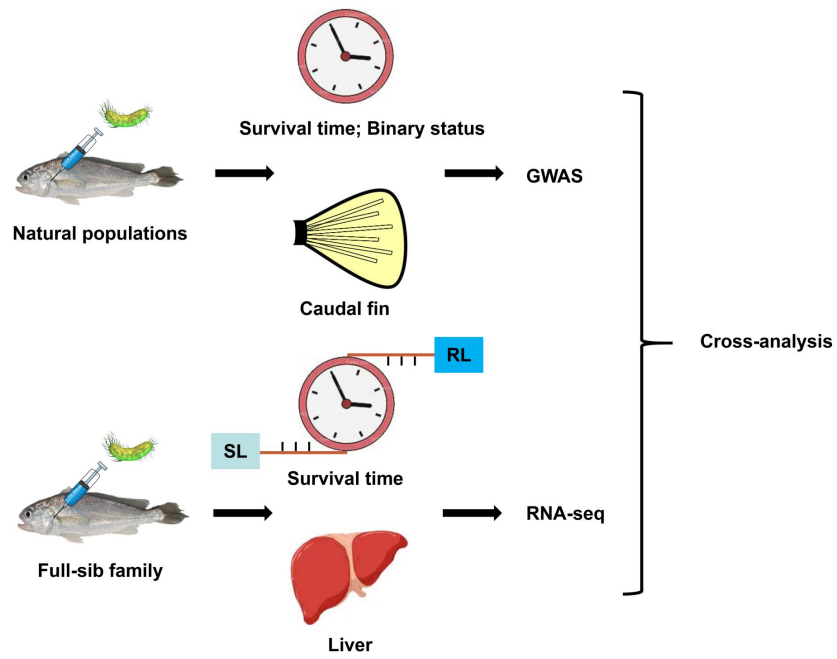 Survival time; Binary status
Natural populations
GWAS
Caudal fin
Cross-analysis
RL
SL
Survival time
Full-sib family
RNA-seq
Liver